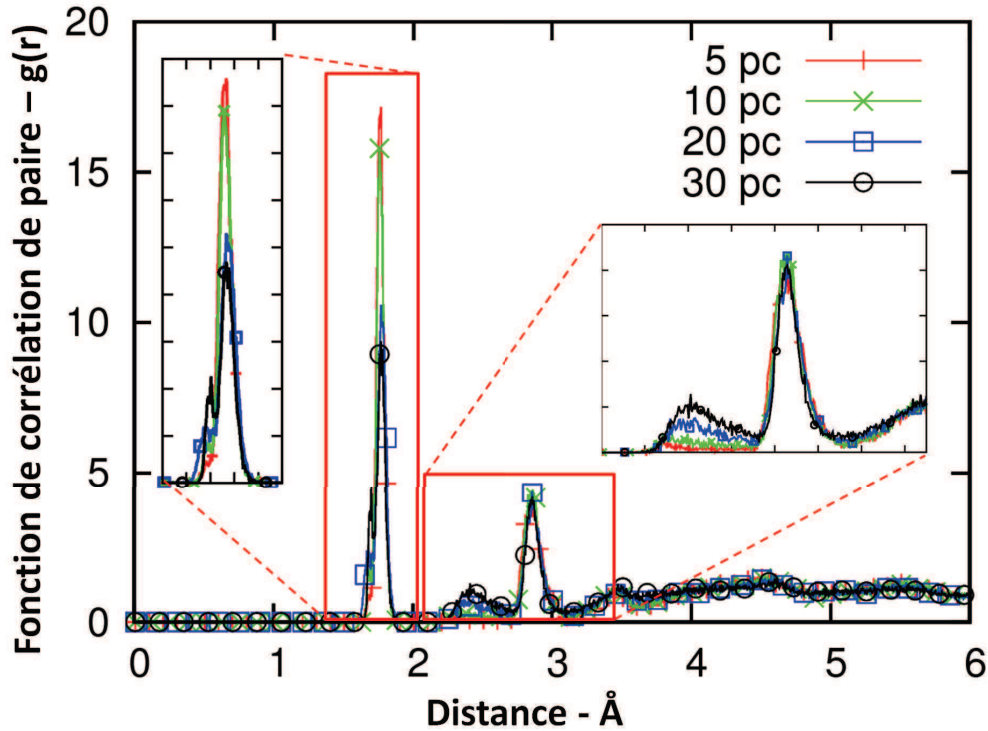 Fonction de corrélation de paire – g(r)
20
15
10
5
0
5 pc
10 pc
20 pc
30 pc
0 1 2 3 4 5 6
Distance - Å